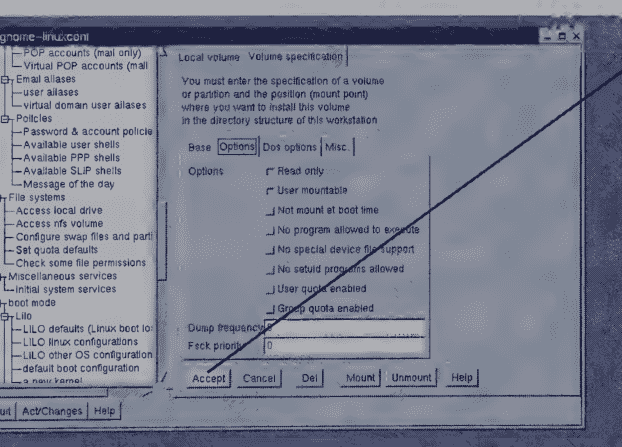 gnome-linuxconf
POP accounts (mail only)
Virtual POP accounts (mail
Email aliases
user aliases
virtual domain user aliases
Policies
Password & account policie
Available user shells
Available PPP shells
Available SLIP shells
Message of the day
File systems
Access local drive
Access nfs volume
Configure swap files and parti
Set quota defaults
Check some file permissions
Miscellaneous services
Initial system services
boot mode
Lilo
LILO defaults (Linux boot lo
LILO linux configurations
LILO other OS configuration
default boot configuration
a new kernel
Local volume Volume specification
You must enter the specification of a volume
or partition and the position (mount point)
where you want to install this volume
in the directory structure of this workstation
Base Options Dos options Misc.
Options Read only
User mountable
Not mount at boot time
No program allowed to execute
No special device file support
No setuid programs allowed
User quota enabled
Group quota enabled
Dump frequency
Fsck priority 0
Accept Cancel Del Mount Unmount Help
uit Act/Changes Help